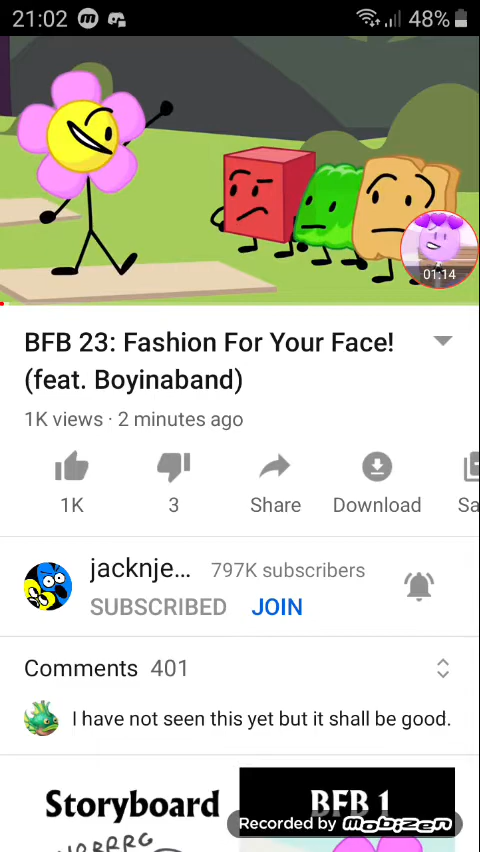 21:02 48%
01:14
BFB 23: Fashion For Your Face!
(feat. Boyinaband)
1K views · 2 minutes ago
1K 3 Share Download Sa
jacknje... 797K subscribers
SUBSCRIBED JOIN
Comments 401
I have not seen this yet but it shall be good.
Storyboard BFB 1
Recorded by mobizen